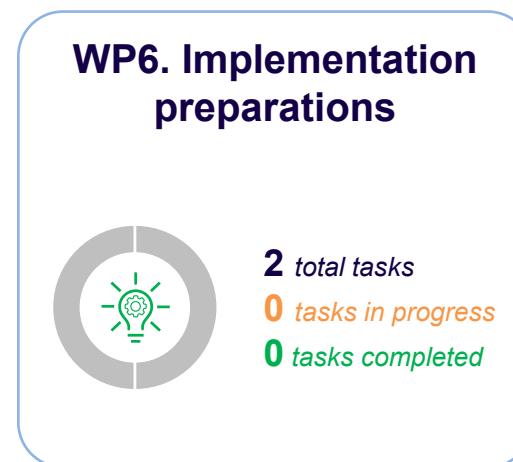 WP6. Implementation
preparations
2 total tasks
0 tasks in progress
0 tasks completed